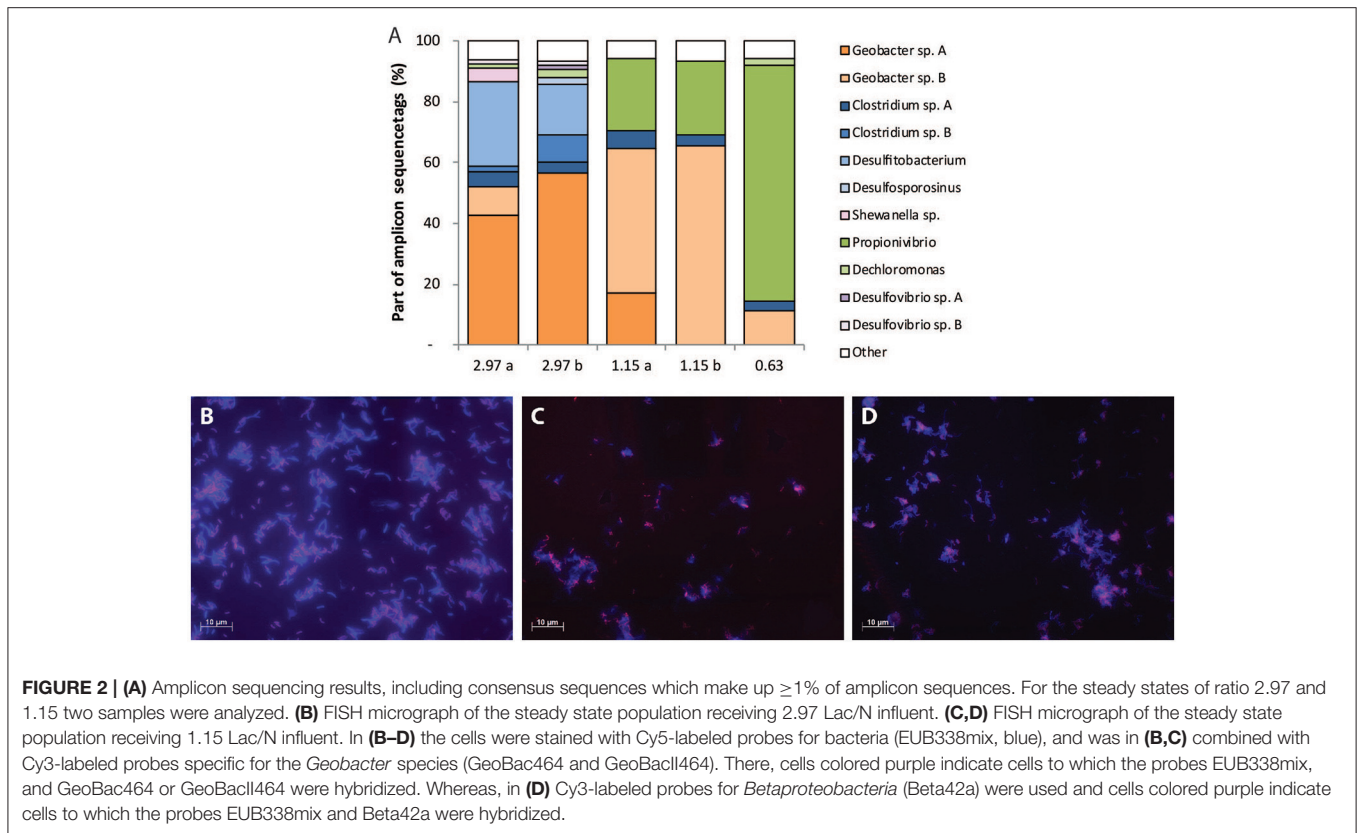 A
100
80
60
40
20
-
Part of amplicon sequencetags (%)
2.97 a 2.97 b 1.15 a 1.15 b 0.63
Geobacter sp. A
Geobacter sp. B
Clostridium sp. A
Clostridium sp. B
Desulfitobacterium
Desulfosporosinus
Shewanella sp.
Propionivibrio
Dechloromonas
Desulfovibrio sp. A
Desulfovibrio sp. B
Other
B
10 µm
C
10 µm
D
10 µm
FIGURE 2 | (A) Amplicon sequencing results, including consensus sequences which make up ≥1% of amplicon sequences. For the steady states of ratio 2.97 and
1.15 two samples were analyzed. (B) FISH micrograph of the steady state population receiving 2.97 Lac/N influent. (C,D) FISH micrograph of the steady state
population receiving 1.15 Lac/N influent. In (B–D) the cells were stained with Cy5-labeled probes for bacteria (EUB338mix, blue), and was in (B,C) combined with
Cy3-labeled probes specific for the Geobacter species (GeoBac464 and GeoBacII464). There, cells colored purple indicate cells to which the probes EUB338mix,
and GeoBac464 or GeoBacII464 were hybridized. Whereas, in (D) Cy3-labeled probes for Betaproteobacteria (Beta42a) were used and cells colored purple indicate
cells to which the probes EUB338mix and Beta42a were hybridized.